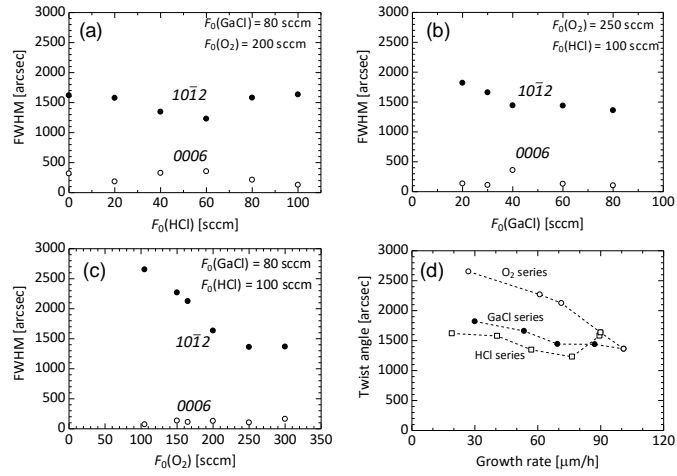 (a)
F₀(GaCl) = 80 sccm
F₀(O₂) = 200 sccm
3000
2500
2000
1500
1000
500
0
FWHM [arcsec]
101̄2
0006
0 20 40 60 80 100
F₀(HCl) [sccm]
(b)
F₀(O₂) = 250 sccm
F₀(HCl) = 100 sccm
3000
2500
2000
1500
1000
500
0
FWHM [arcsec]
101̄2
0006
0 20 40 60 80 100
F₀(GaCl) [sccm]
(c)
F₀(GaCl) = 80 sccm
F₀(HCl) = 100 sccm
3000
2500
2000
1500
1000
500
0
FWHM [arcsec]
101̄2
0006
0 50 100 150 200 250 300 350
F₀(O₂) [sccm]
(d)
3000
2500
2000
1500
1000
500
0
Twist angle [arcsec]
O₂ series
GaCl series
HCl series
0 30 60 90 120
Growth rate [μm/h]